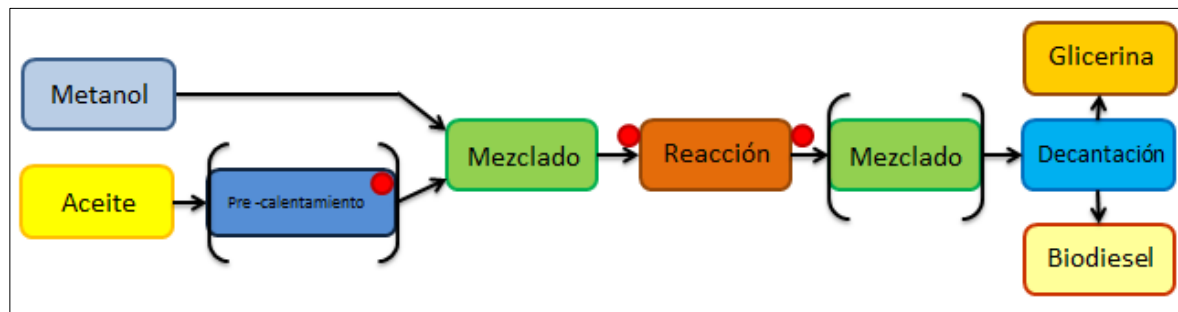 Metanol
Aceite
Pre -calentamiento
Mezclado
Reacción
Mezclado
Decantación
Glicerina
Biodiesel